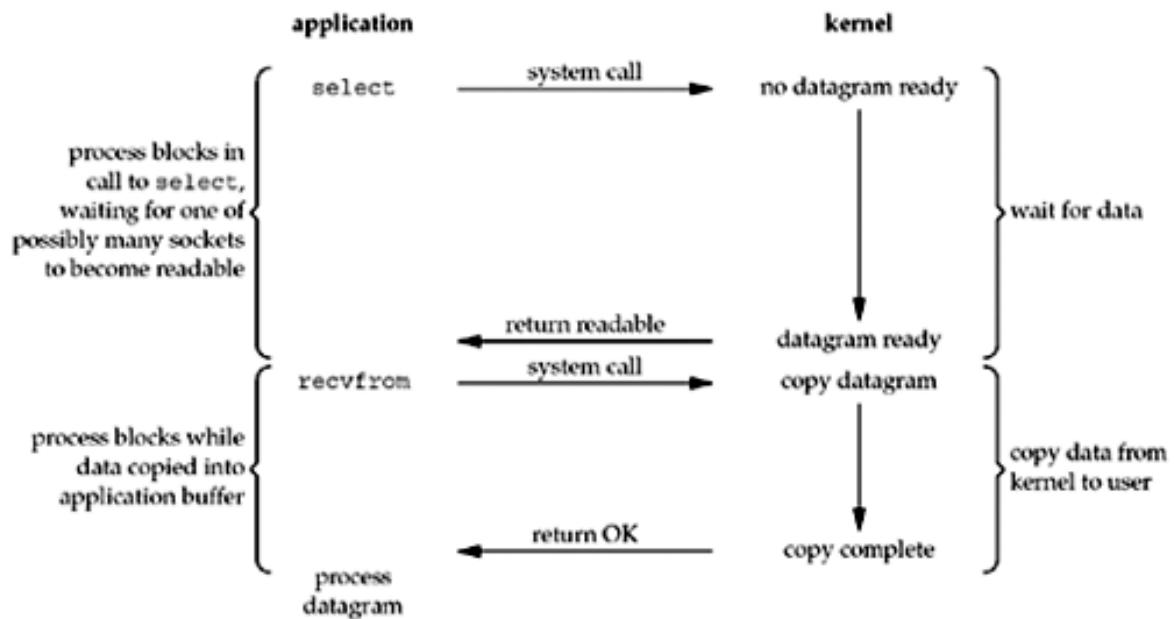 application kernel
select system call no datagram ready
process blocks in
call to select,
waiting for one of
possibly many sockets
to become readable
wait for data
return readable datagram ready
recvfrom system call copy datagram
process blocks while
data copied into
application buffer
copy data from
kernel to user
return OK copy complete
process
datagram